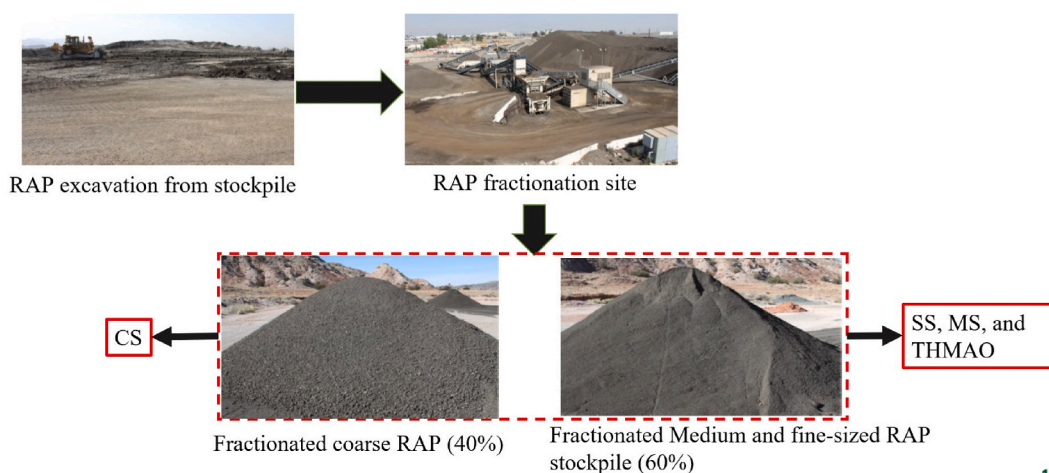 RAP excavation from stockpile
RAP fractionation site
CS
SS, MS, and
THMAO
Fractionated coarse RAP (40%)
Fractionated Medium and fine-sized RAP
stockpile (60%)